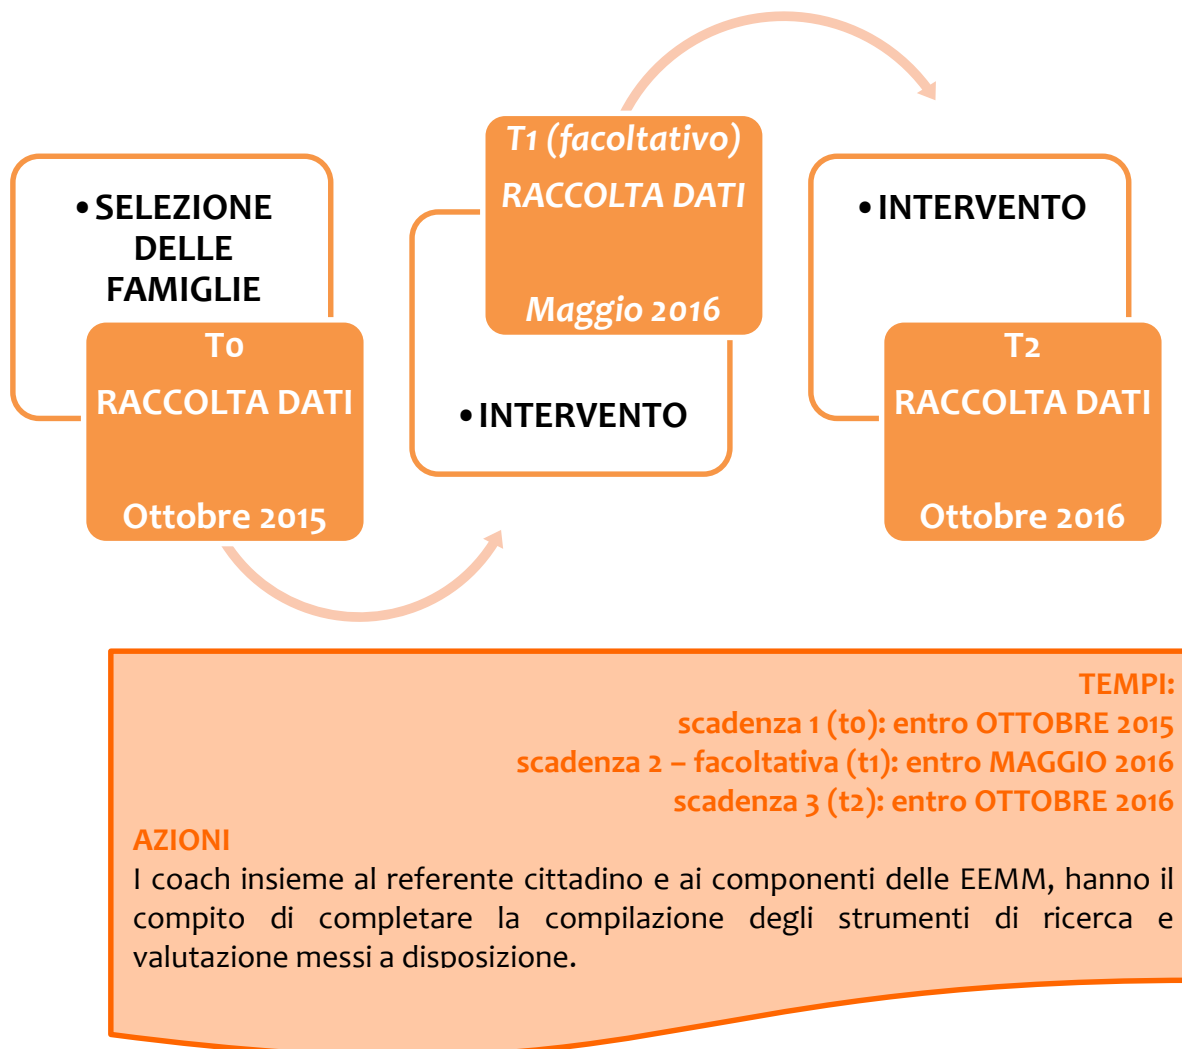 •SELEZIONE
DELLE
FAMIGLIE
T0
RACCOLTA DATI
Ottobre 2015
T1 (facoltativo)
RACCOLTA DATI
Maggio 2016
•INTERVENTO
•INTERVENTO
T2
RACCOLTA DATI
Ottobre 2016
TEMPI:
scadenza 1 (t0): entro OTTOBRE 2015
scadenza 2 – facoltativa (t1): entro MAGGIO 2016
scadenza 3 (t2): entro OTTOBRE 2016
AZIONI
I coach insieme al referente cittadino e ai componenti delle EEMM, hanno il
compito di completare la compilazione degli strumenti di ricerca e
valutazione messi a disposizione.